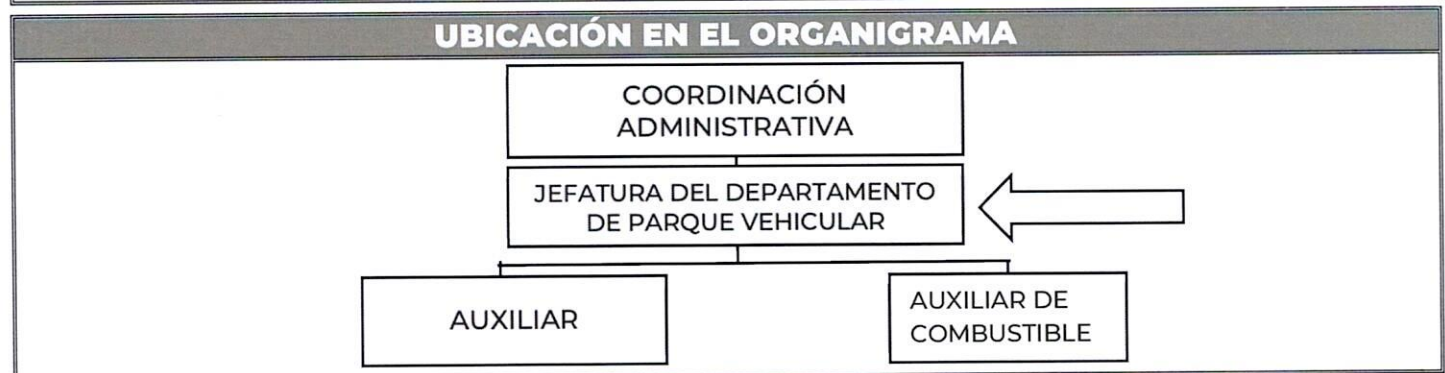 UBICACIÓN EN EL ORGANIGRAMA
COORDINACIÓN
ADMINISTRATIVA
JEFATURA DEL DEPARTAMENTO
DE PARQUE VEHICULAR
AUXILIAR
AUXILIAR DE
COMBUSTIBLE